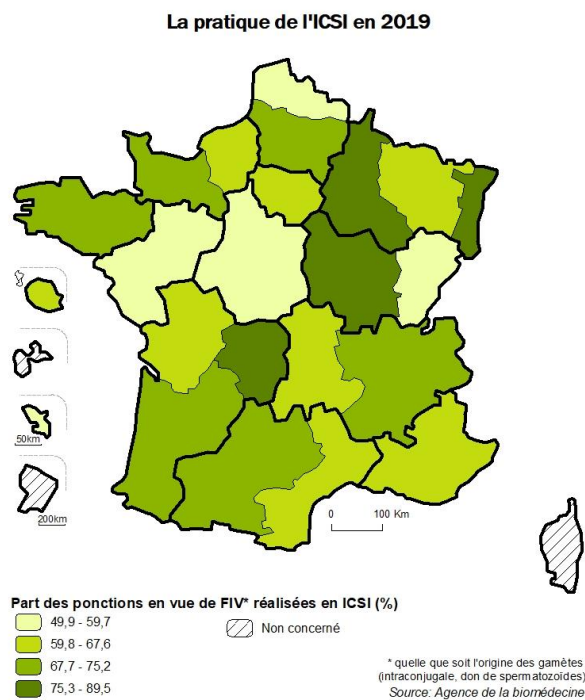 La pratique de l'ICSI en 2019
50km
200km
0 100 Km
Part des ponctions en vue de FIV* réalisées en ICSI (%)
49,9 - 59,7
59,8 - 67,6
67,7 - 75,2
75,3 - 89,5
Non concerné
* quelle que soit l'origine des gamètes
(intraconjugale, don de spermatozoïdes)
Source: Agence de la biomédecine